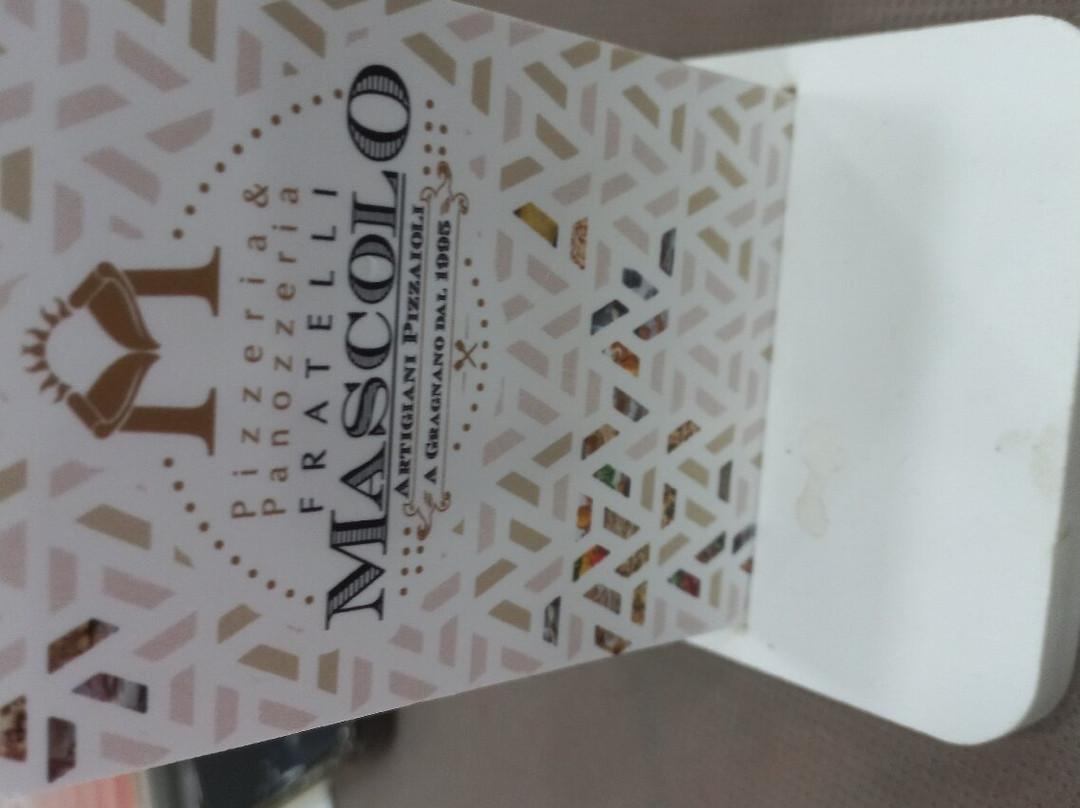 Pizzeria &
Panozzeria
FRATELLI
MASCOLO
ARTIGIANI PIZZAIOLI
A GRAGNANO DAL 1995